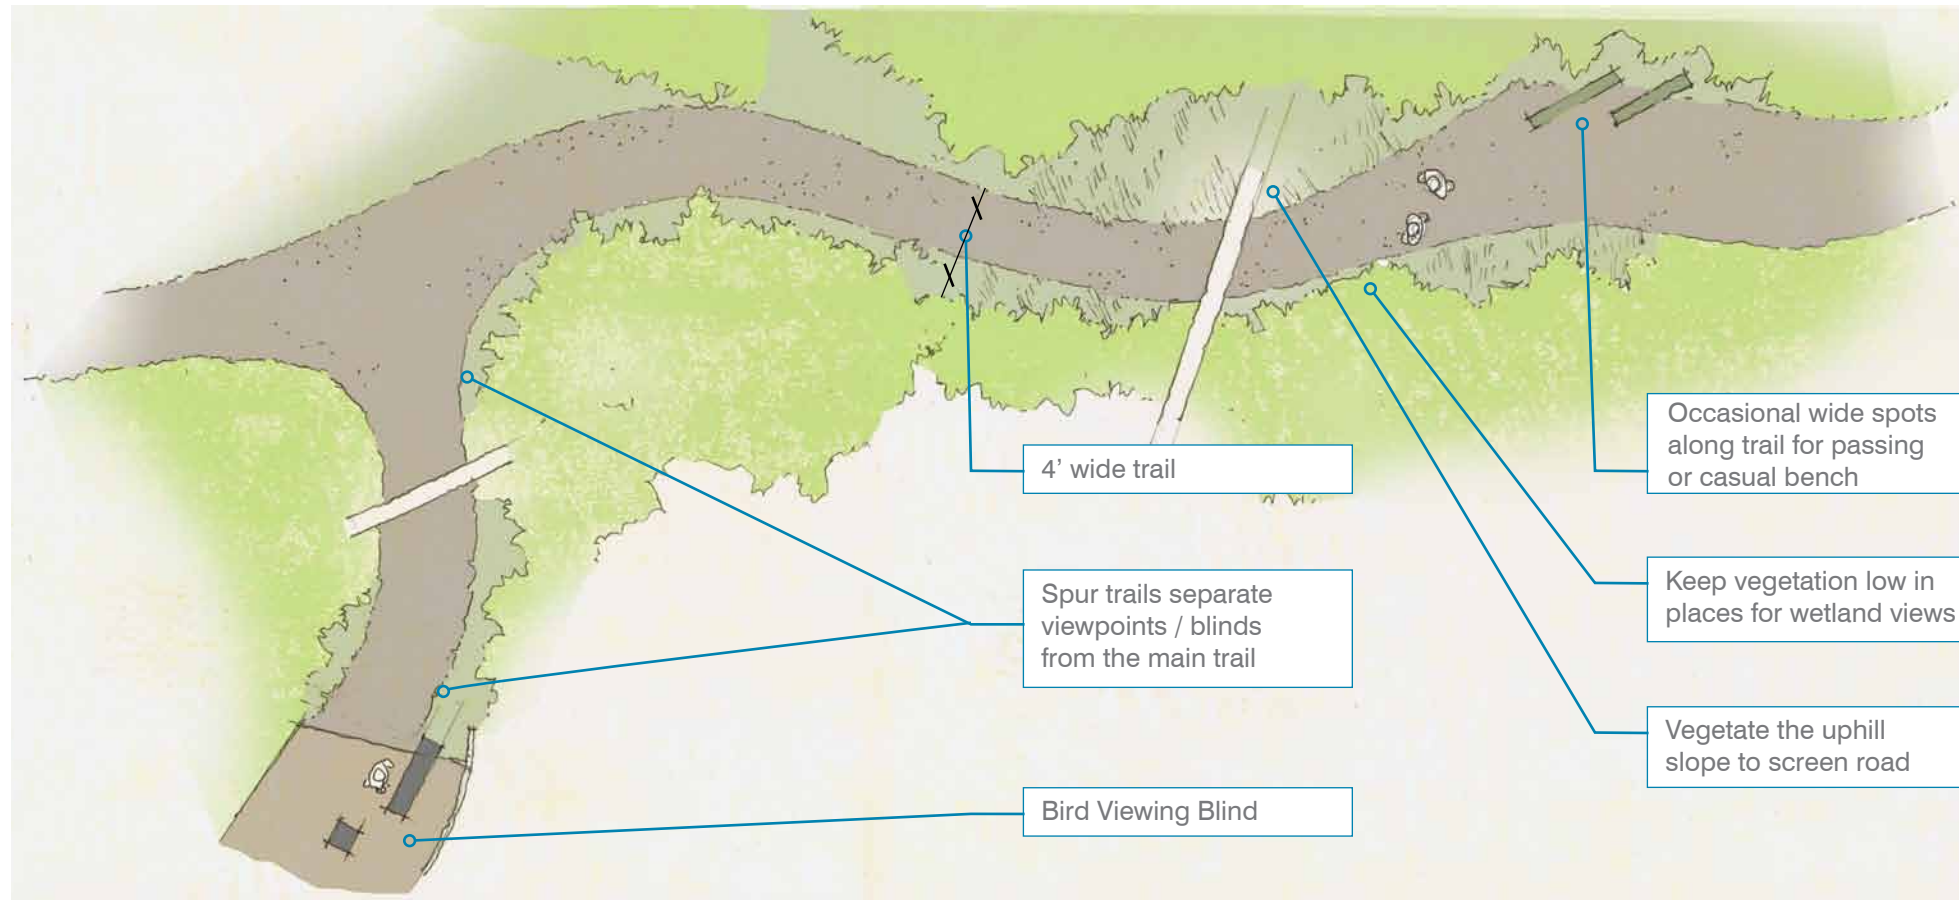 4’ wide trail
Spur trails separate
viewpoints / blinds
from the main trail
Bird Viewing Blind
Occasional wide spots
along trail for passing
or casual bench
Keep vegetation low in
places for wetland views
Vegetate the uphill
slope to screen road